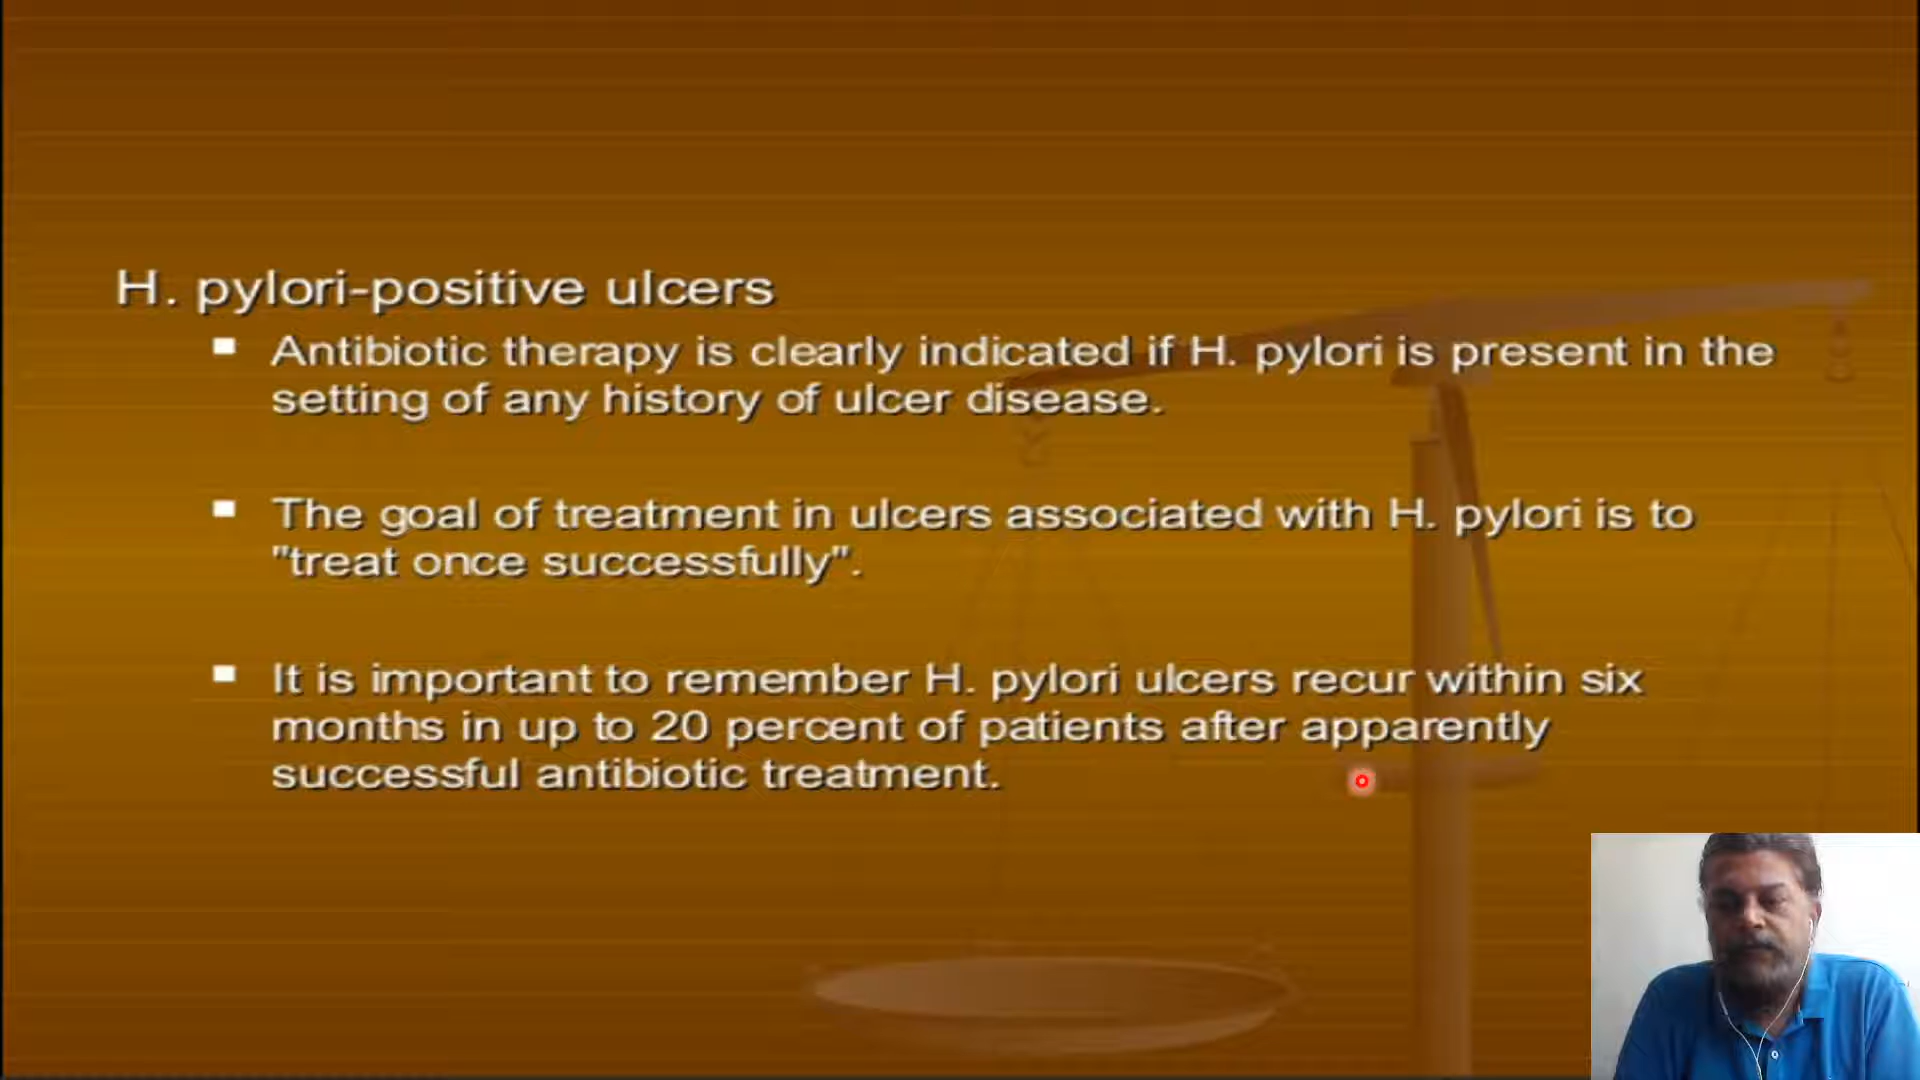 H. pylori-positive ulcers
Antibiotic therapy is clearly indicated if H. pylori is present in the
setting of any history of ulcer disease.
The goal of treatment in ulcers associated with H. pylori is to
"treat once successfully".
It is important to remember H. pylori ulcers recur within six
months in up to 20 percent of patients after apparently
successful antibiotic treatment.